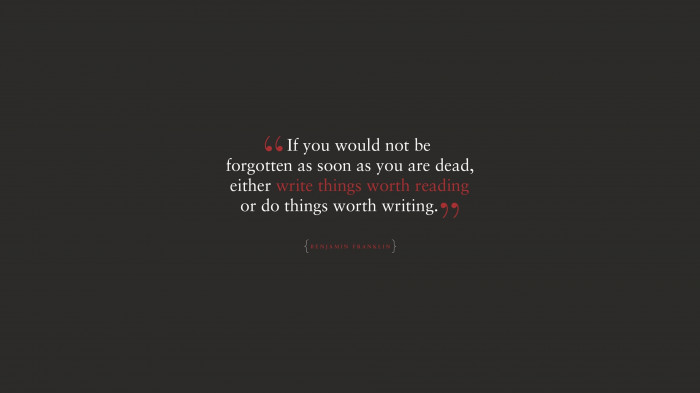 “If you would not be
forgotten as soon as you are dead,
either write things worth reading
or do things worth writing.”
{BENJAMIN FRANKLIN}